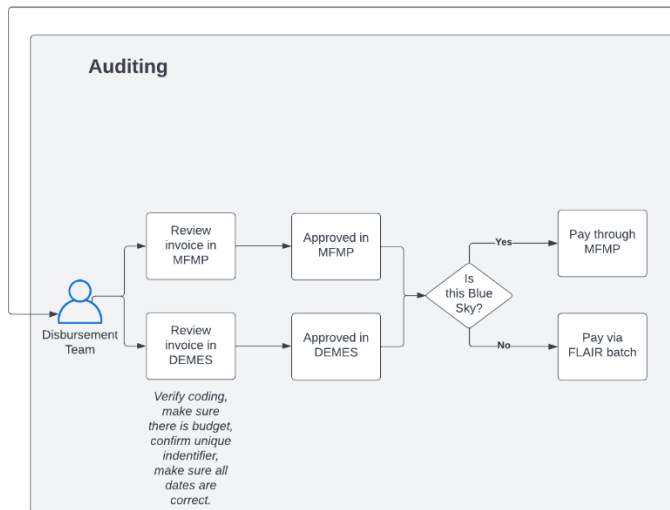 Auditing
Review
invoice in
MFMP
Approved in
MFMP
Is
this Blue
Sky?
Yes
Pay through
MFMP
Disbursement
Team
Review
invoice in
DEMES
Approved in
DEMES
No
Pay via
FLAIR batch
Verify coding,
make sure
there is budget,
confirm unique
indentifier,
make sure all
dates are
correct.